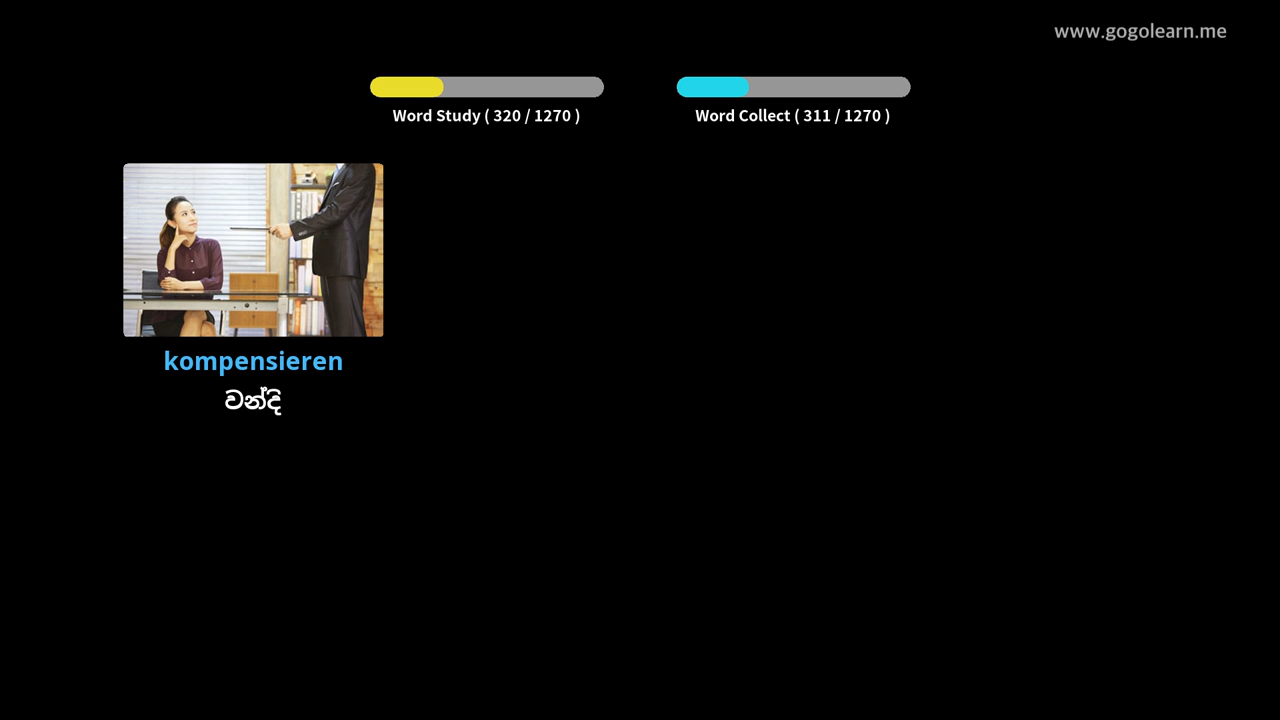 www.gogolearn.me
Word Study ( 320 / 1270 )
Word Collect ( 311 / 1270 )
kompensieren
වන්දි